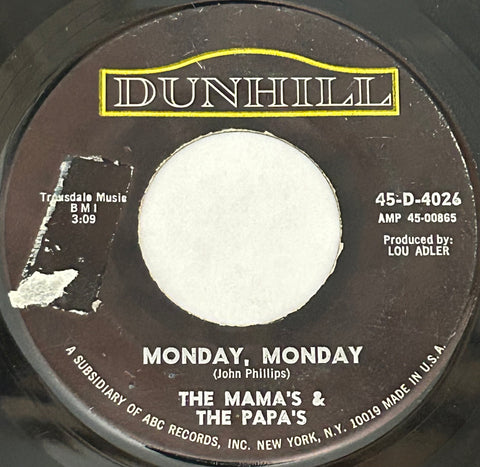 DUNHILL
Trousdale Music
BMI
3:09
45-D-4026
AMP 45-00865
Produced by:
LOU ADLER
MONDAY, MONDAY
(John Phillips)
THE MAMA'S &
THE PAPA'S
A SUBSIDIARY OF ABC RECORDS, INC. NEW YORK, N.Y. 10019 MADE IN U.S.A.